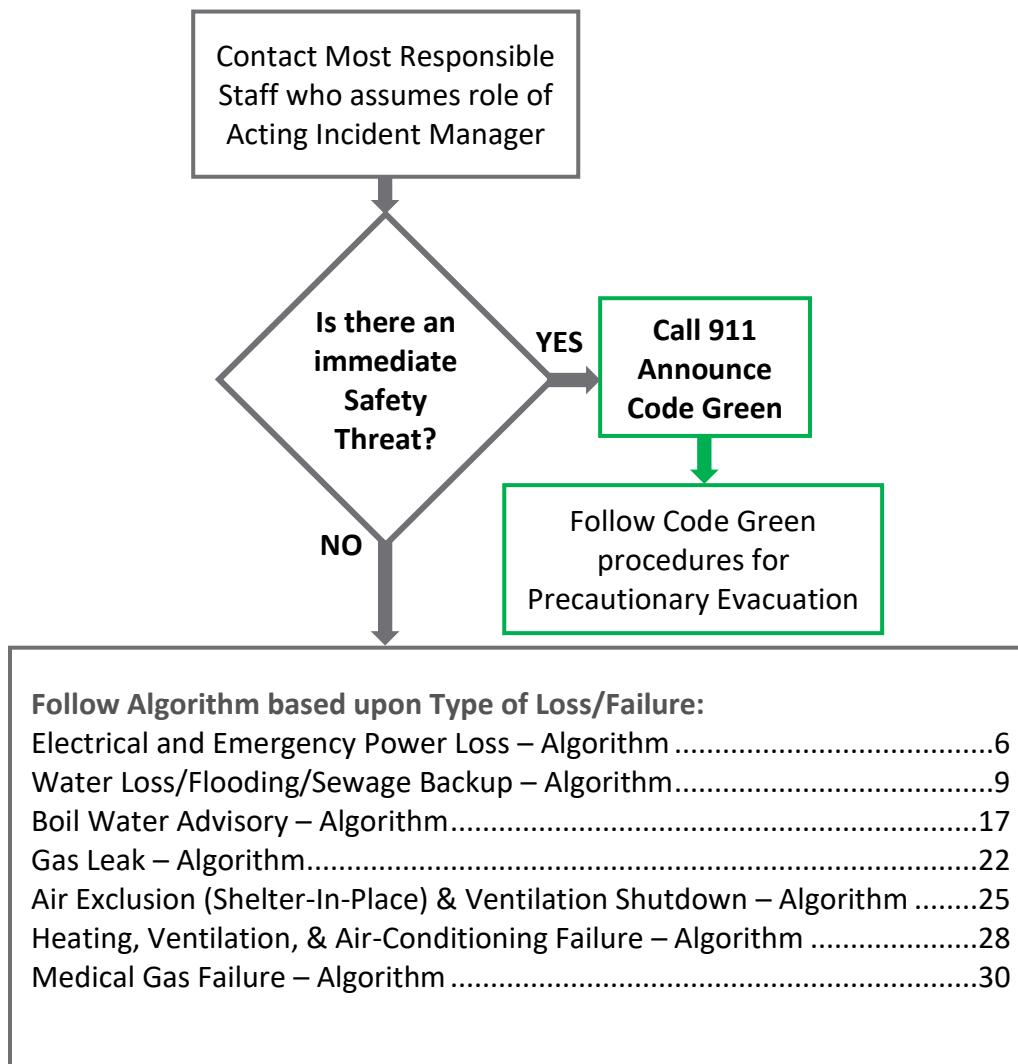 Contact Most Responsible
Staff who assumes role of
Acting Incident Manager
Is there an
immediate
Safety
Threat?
YES
Call 911
Announce
Code Green
Follow Code Green
procedures for
Precautionary Evacuation
NO
Follow Algorithm based upon Type of Loss/Failure:
Electrical and Emergency Power Loss – Algorithm ........................................6
Water Loss/Flooding/Sewage Backup – Algorithm..........................................9
Boil Water Advisory – Algorithm....................................................................17
Gas Leak – Algorithm......................................................................................22
Air Exclusion (Shelter-In-Place) & Ventilation Shutdown – Algorithm ........25
Heating, Ventilation, & Air-Conditioning Failure – Algorithm .....................28
Medical Gas Failure – Algorithm ....................................................................30